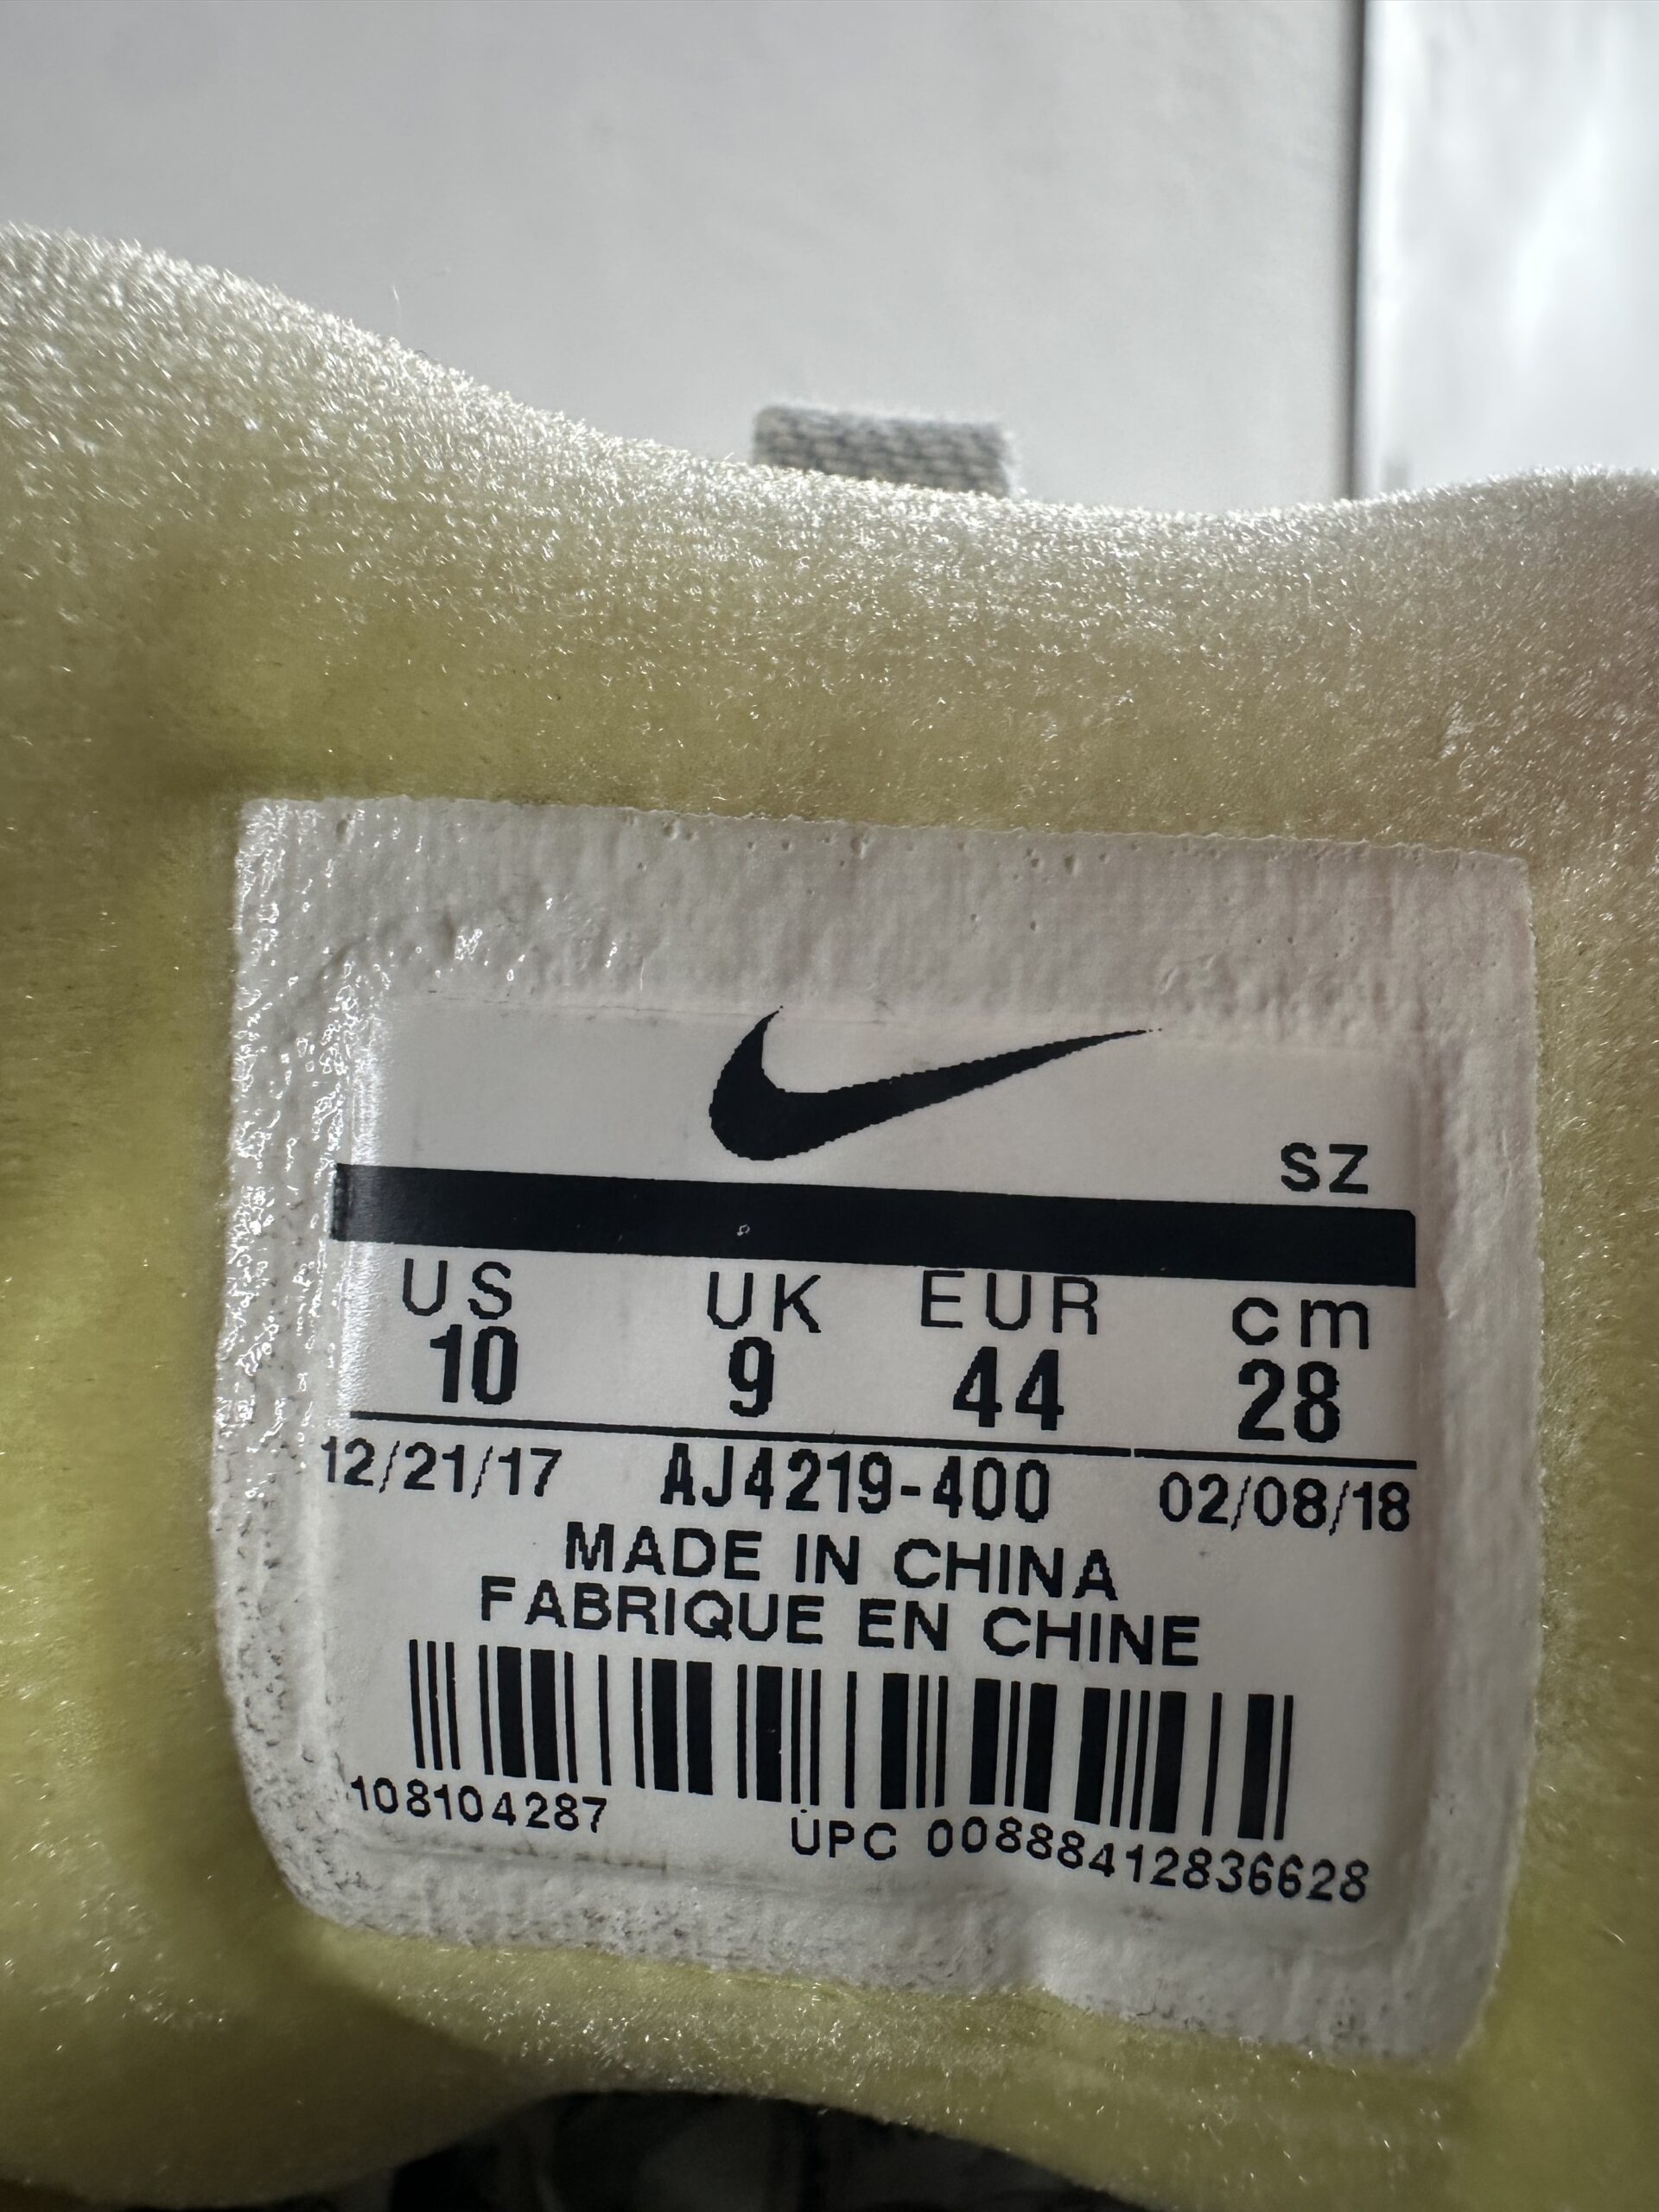 SZ
US UK EUR cm
10 9 44 28
12/21/17 AJ4219-400 02/08/18
MADE IN CHINA
FABRIQUE EN CHINE
108104287 UPC 00888412836628